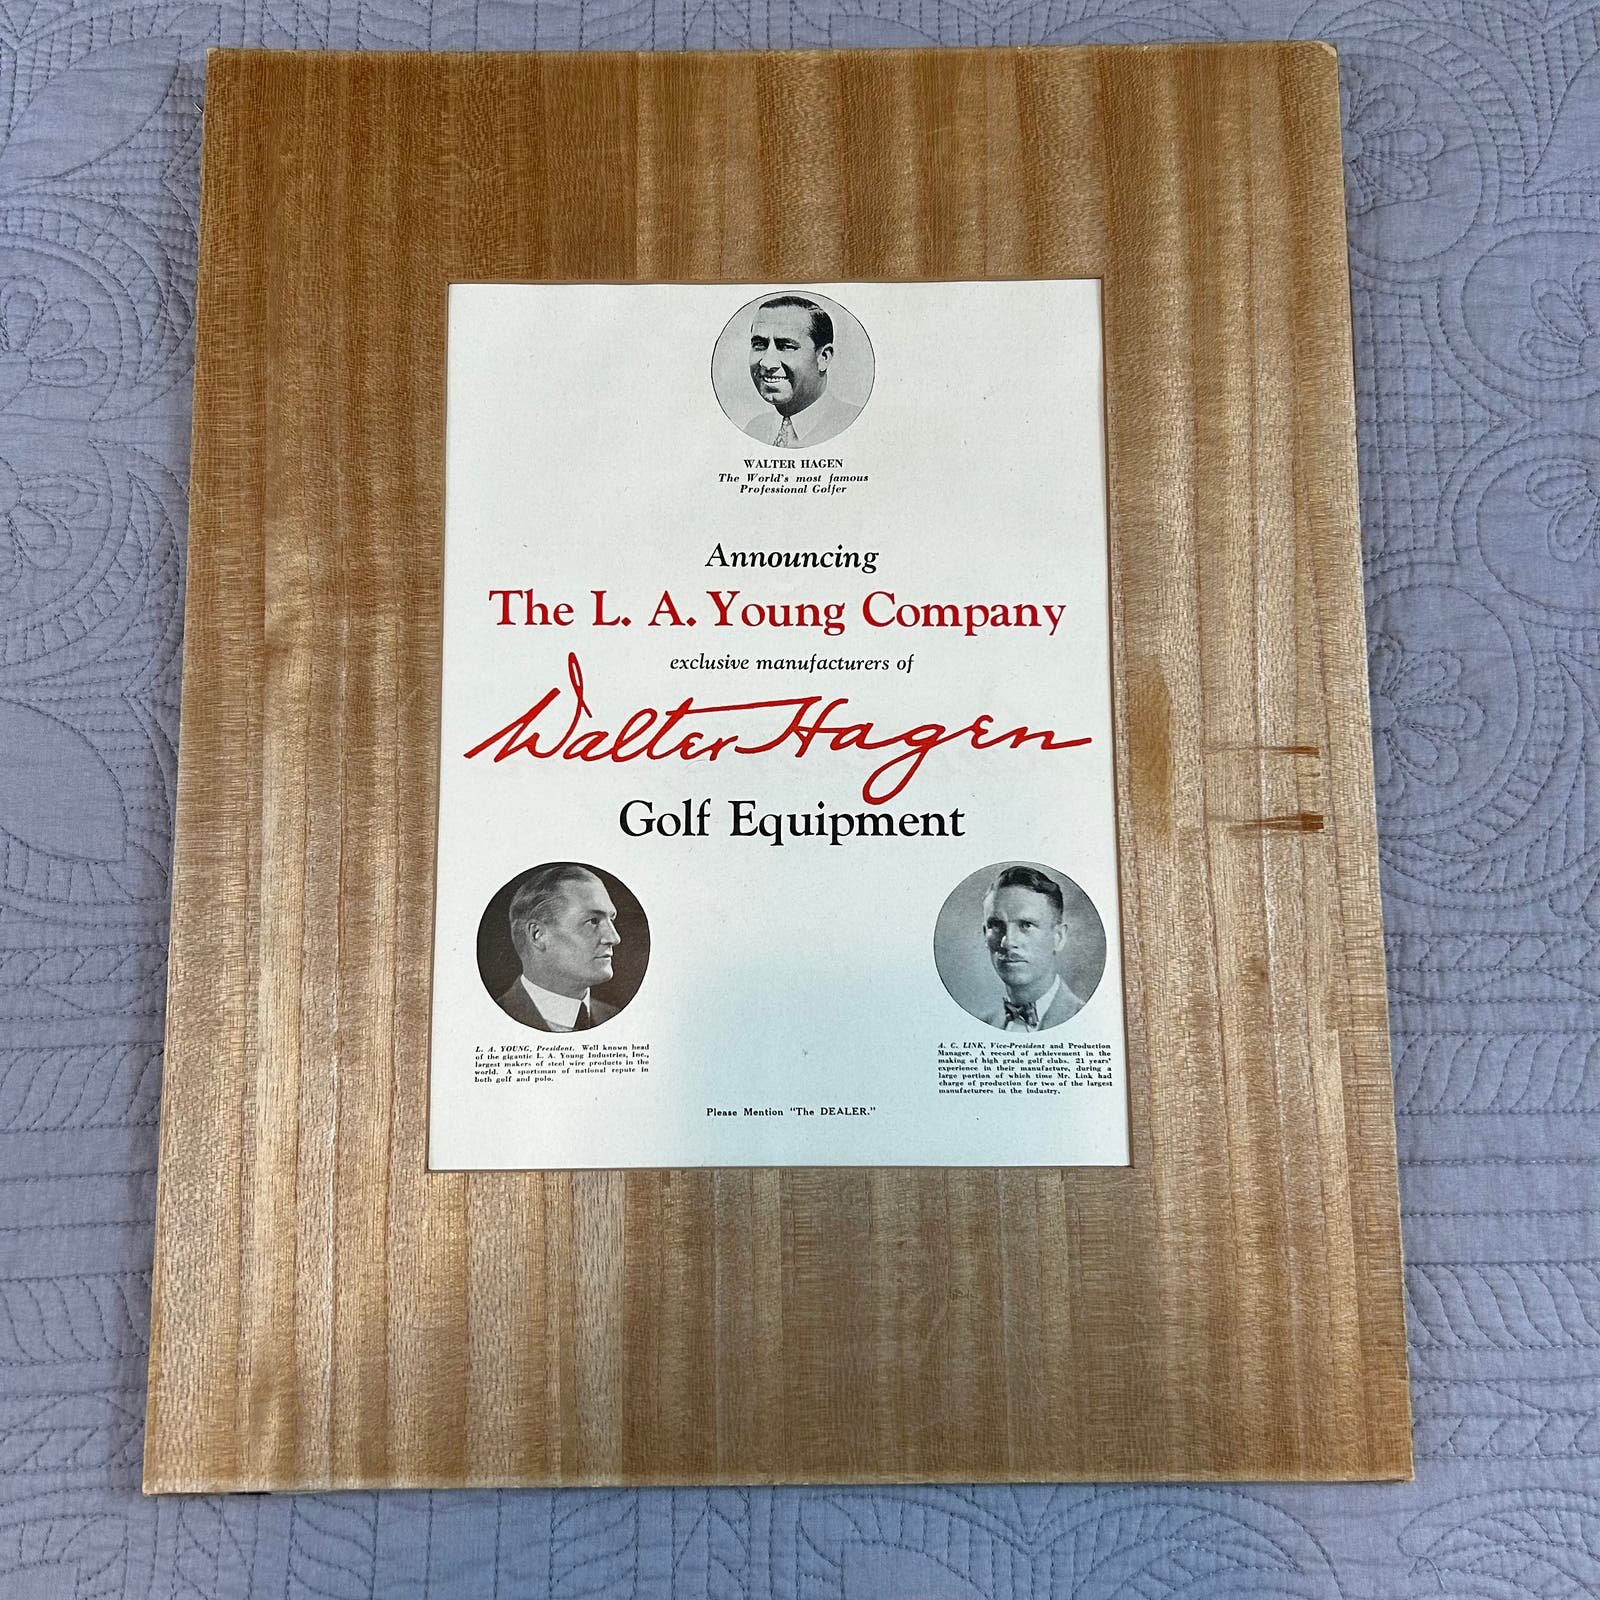 WALTER HAGEN
The World's most famous
Professional Golfer
Announcing
The L. A. Young Company
exclusive manufacturers of
Walter Hagen
Golf Equipment
L. A. YOUNG, President. Well known head
of the gigantic L. A. Young Industries, Inc.,
largest makers of steel wire products in the
world. A sportsman of national repute in
both golf and polo.
A. C. LINK, Vice-President and Production
Manager. A record of achievement in the
making of high grade golf clubs. 21 years'
experience in their manufacture, during a
large portion of which time Mr. Link had
charge of production for two of the largest
manufacturers in the industry.
Please Mention "The DEALER."